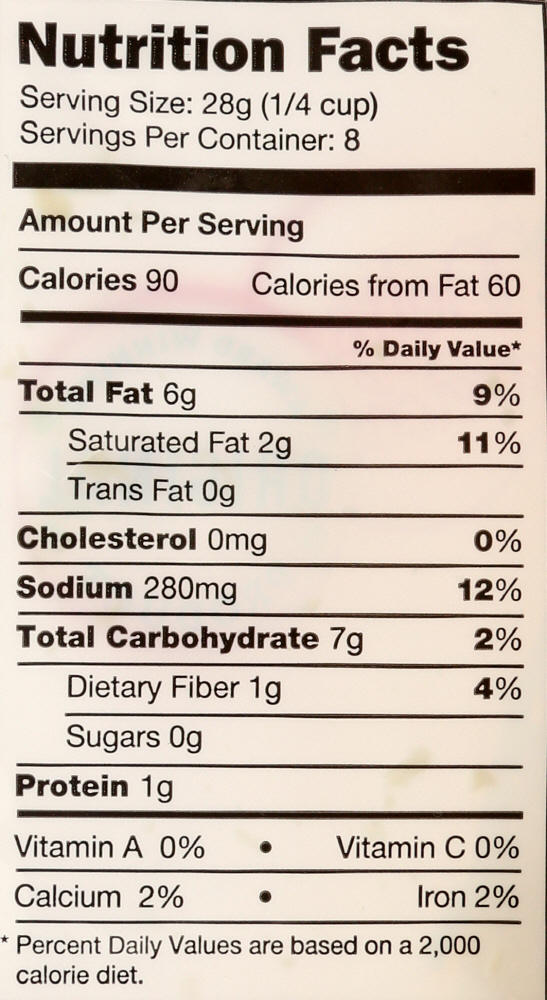 Nutrition Facts
Serving Size: 28g (1/4 cup)
Servings Per Container: 8
Amount Per Serving
Calories 90 Calories from Fat 60
% Daily Value*
Total Fat 6g 9%
Saturated Fat 2g 11%
Trans Fat 0g
Cholesterol 0mg 0%
Sodium 280mg 12%
Total Carbohydrate 7g 2%
Dietary Fiber 1g 4%
Sugars 0g
Protein 1g
Vitamin A 0% • Vitamin C 0%
Calcium 2% • Iron 2%
* Percent Daily Values are based on a 2,000
calorie diet.